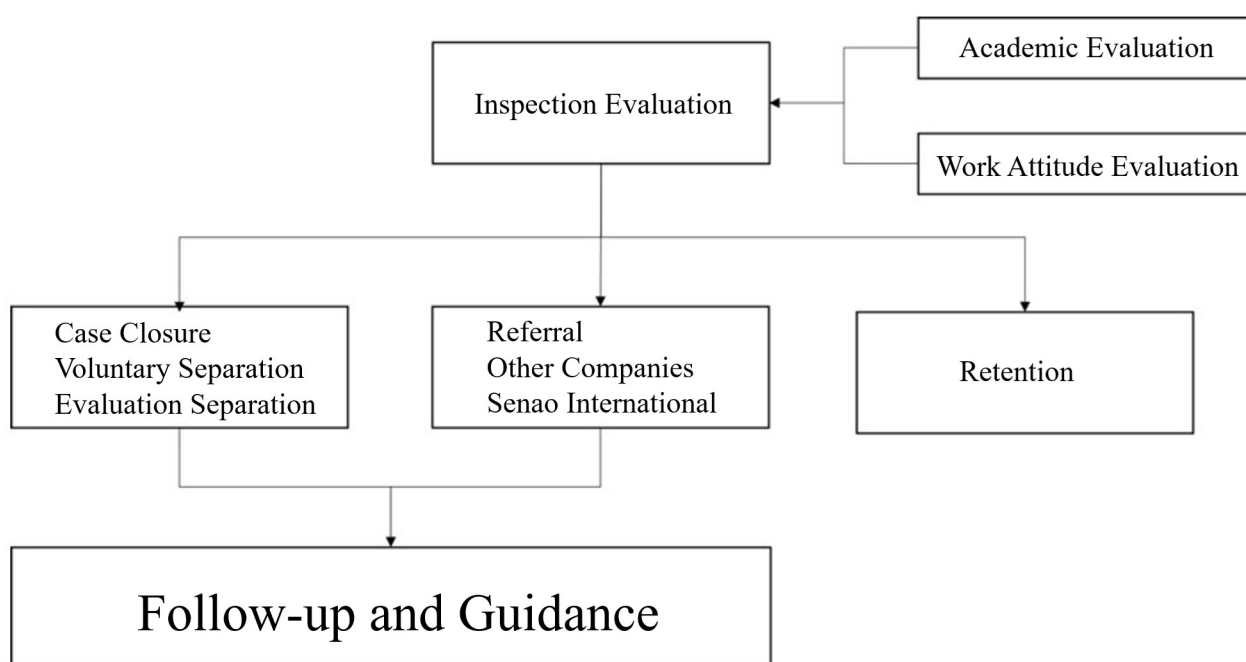 Academic Evaluation
Inspection Evaluation
Work Attitude Evaluation
Case Closure
Voluntary Separation
Evaluation Separation
Referral
Other Companies
Senao International
Retention
Follow-up and Guidance